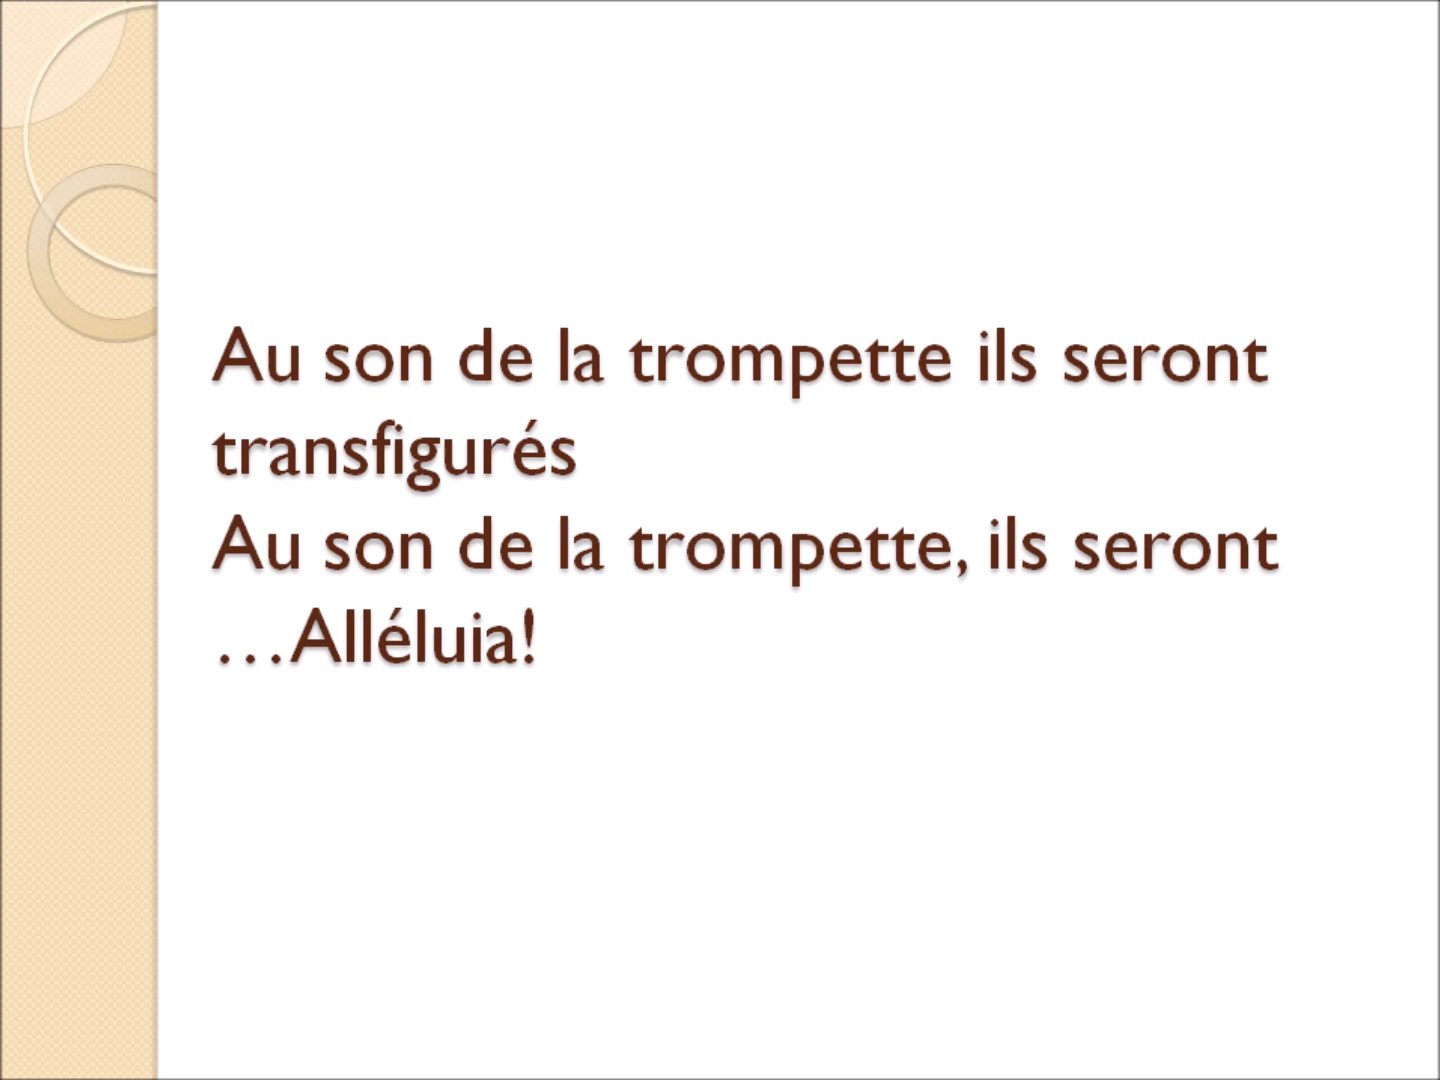 Au son de la trompette ils seront
transfigurés
Au son de la trompette, ils seront
…Alléluia!